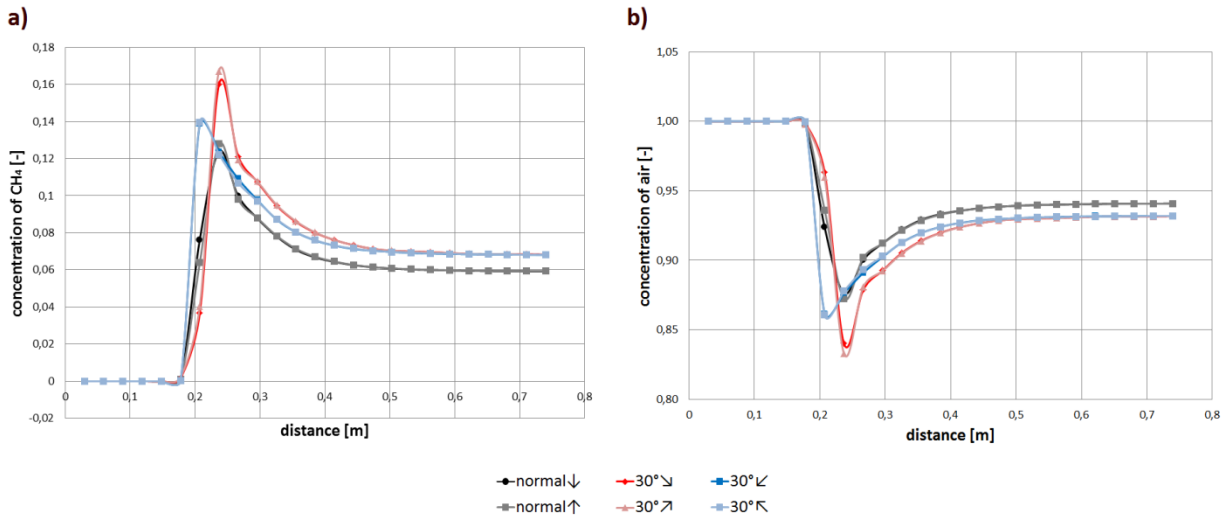 a)
0,18
0,16
0,14
0,12
0,1
0,08
0,06
0,04
0,02
0
-0,02
concentration of CH₄ [-]
0 0,1 0,2 0,3 0,4 0,5 0,6 0,7 0,8
distance [m]
b)
1,05
1,00
0,95
0,90
0,85
0,80
concentration of air [-]
0 0,1 0,2 0,3 0,4 0,5 0,6 0,7 0,8
distance [m]
normal↓ 30°↘ 30°↙
normal↑ 30°↗ 30°↖